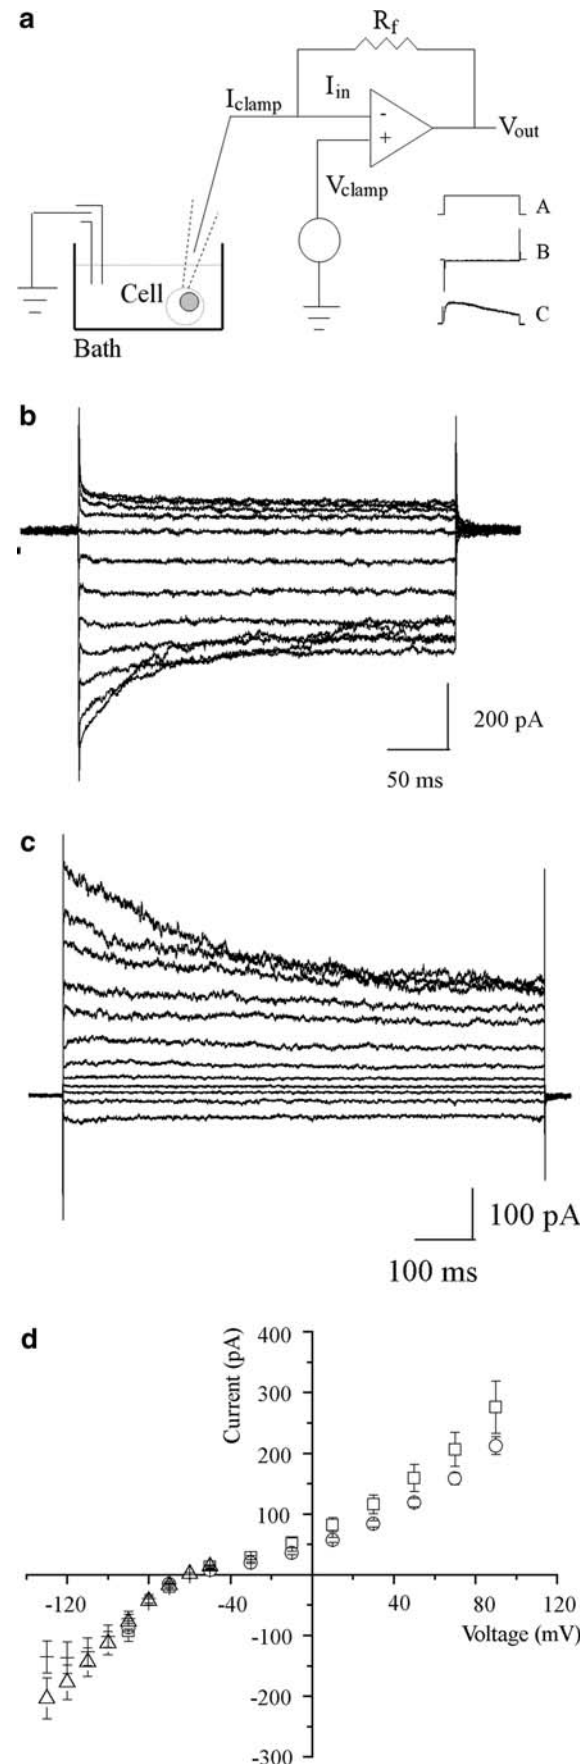 a
R_f
I_clamp
I_in
-
+
V_out
V_clamp
A
B
C
Cell
Bath
b
200 pA
50 ms
c
100 pA
100 ms
d
Current (pA)
400
300
200
100
-120
-40
40
80
120
Voltage (mV)
-100
-200
-300